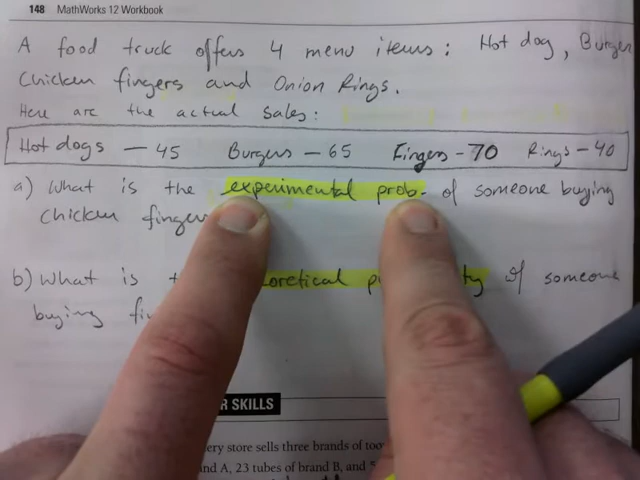 148 MathWorks 12 Workbook
A food truck offers 4 menu items: Hot dog, Burger
Chicken fingers and Onion Rings.
Here are the actual sales:
Hot dogs — 45 Burgers — 65 Fingers - 70 Rings - 40
a) What is the experimental prob. of someone buying
chicken fingers
b) What is of someone
buying
R SKILLS
ery store sells three brands of
nd A, 23 tubes of brand B, and